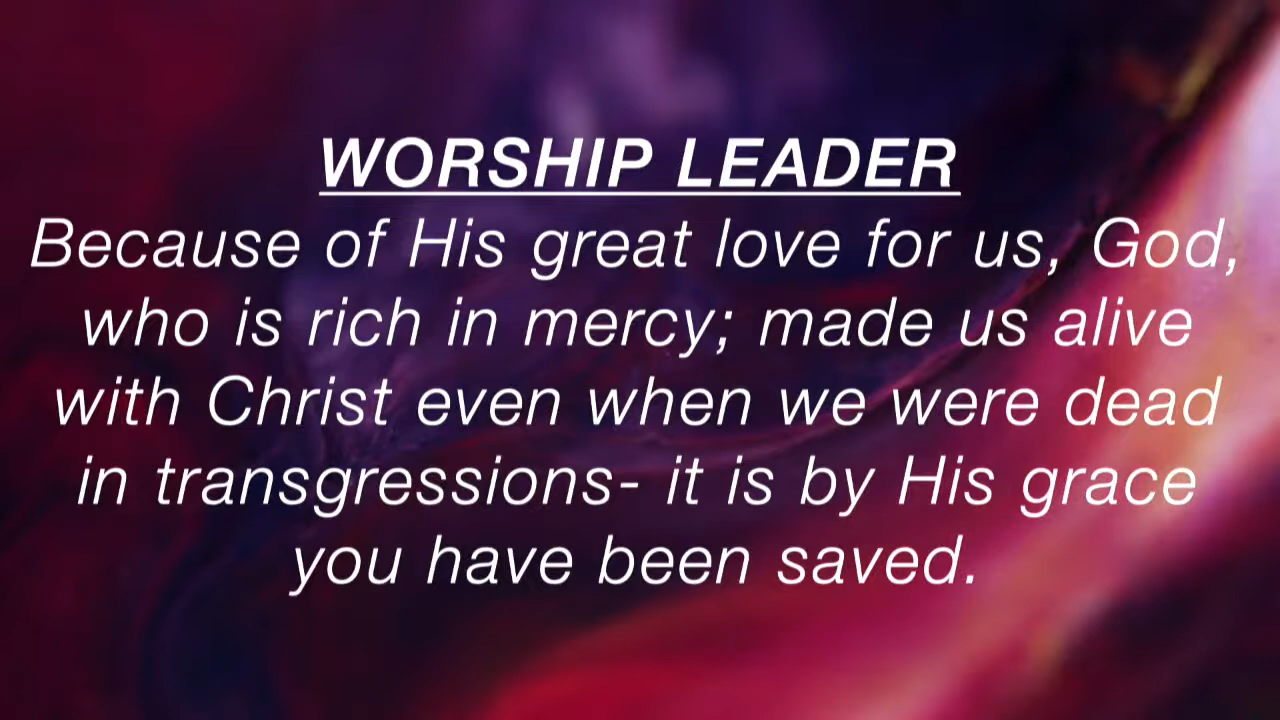 WORSHIP LEADER
Because of His great love for us, God,
who is rich in mercy; made us alive
with Christ even when we were dead
in transgressions- it is by His grace
you have been saved.